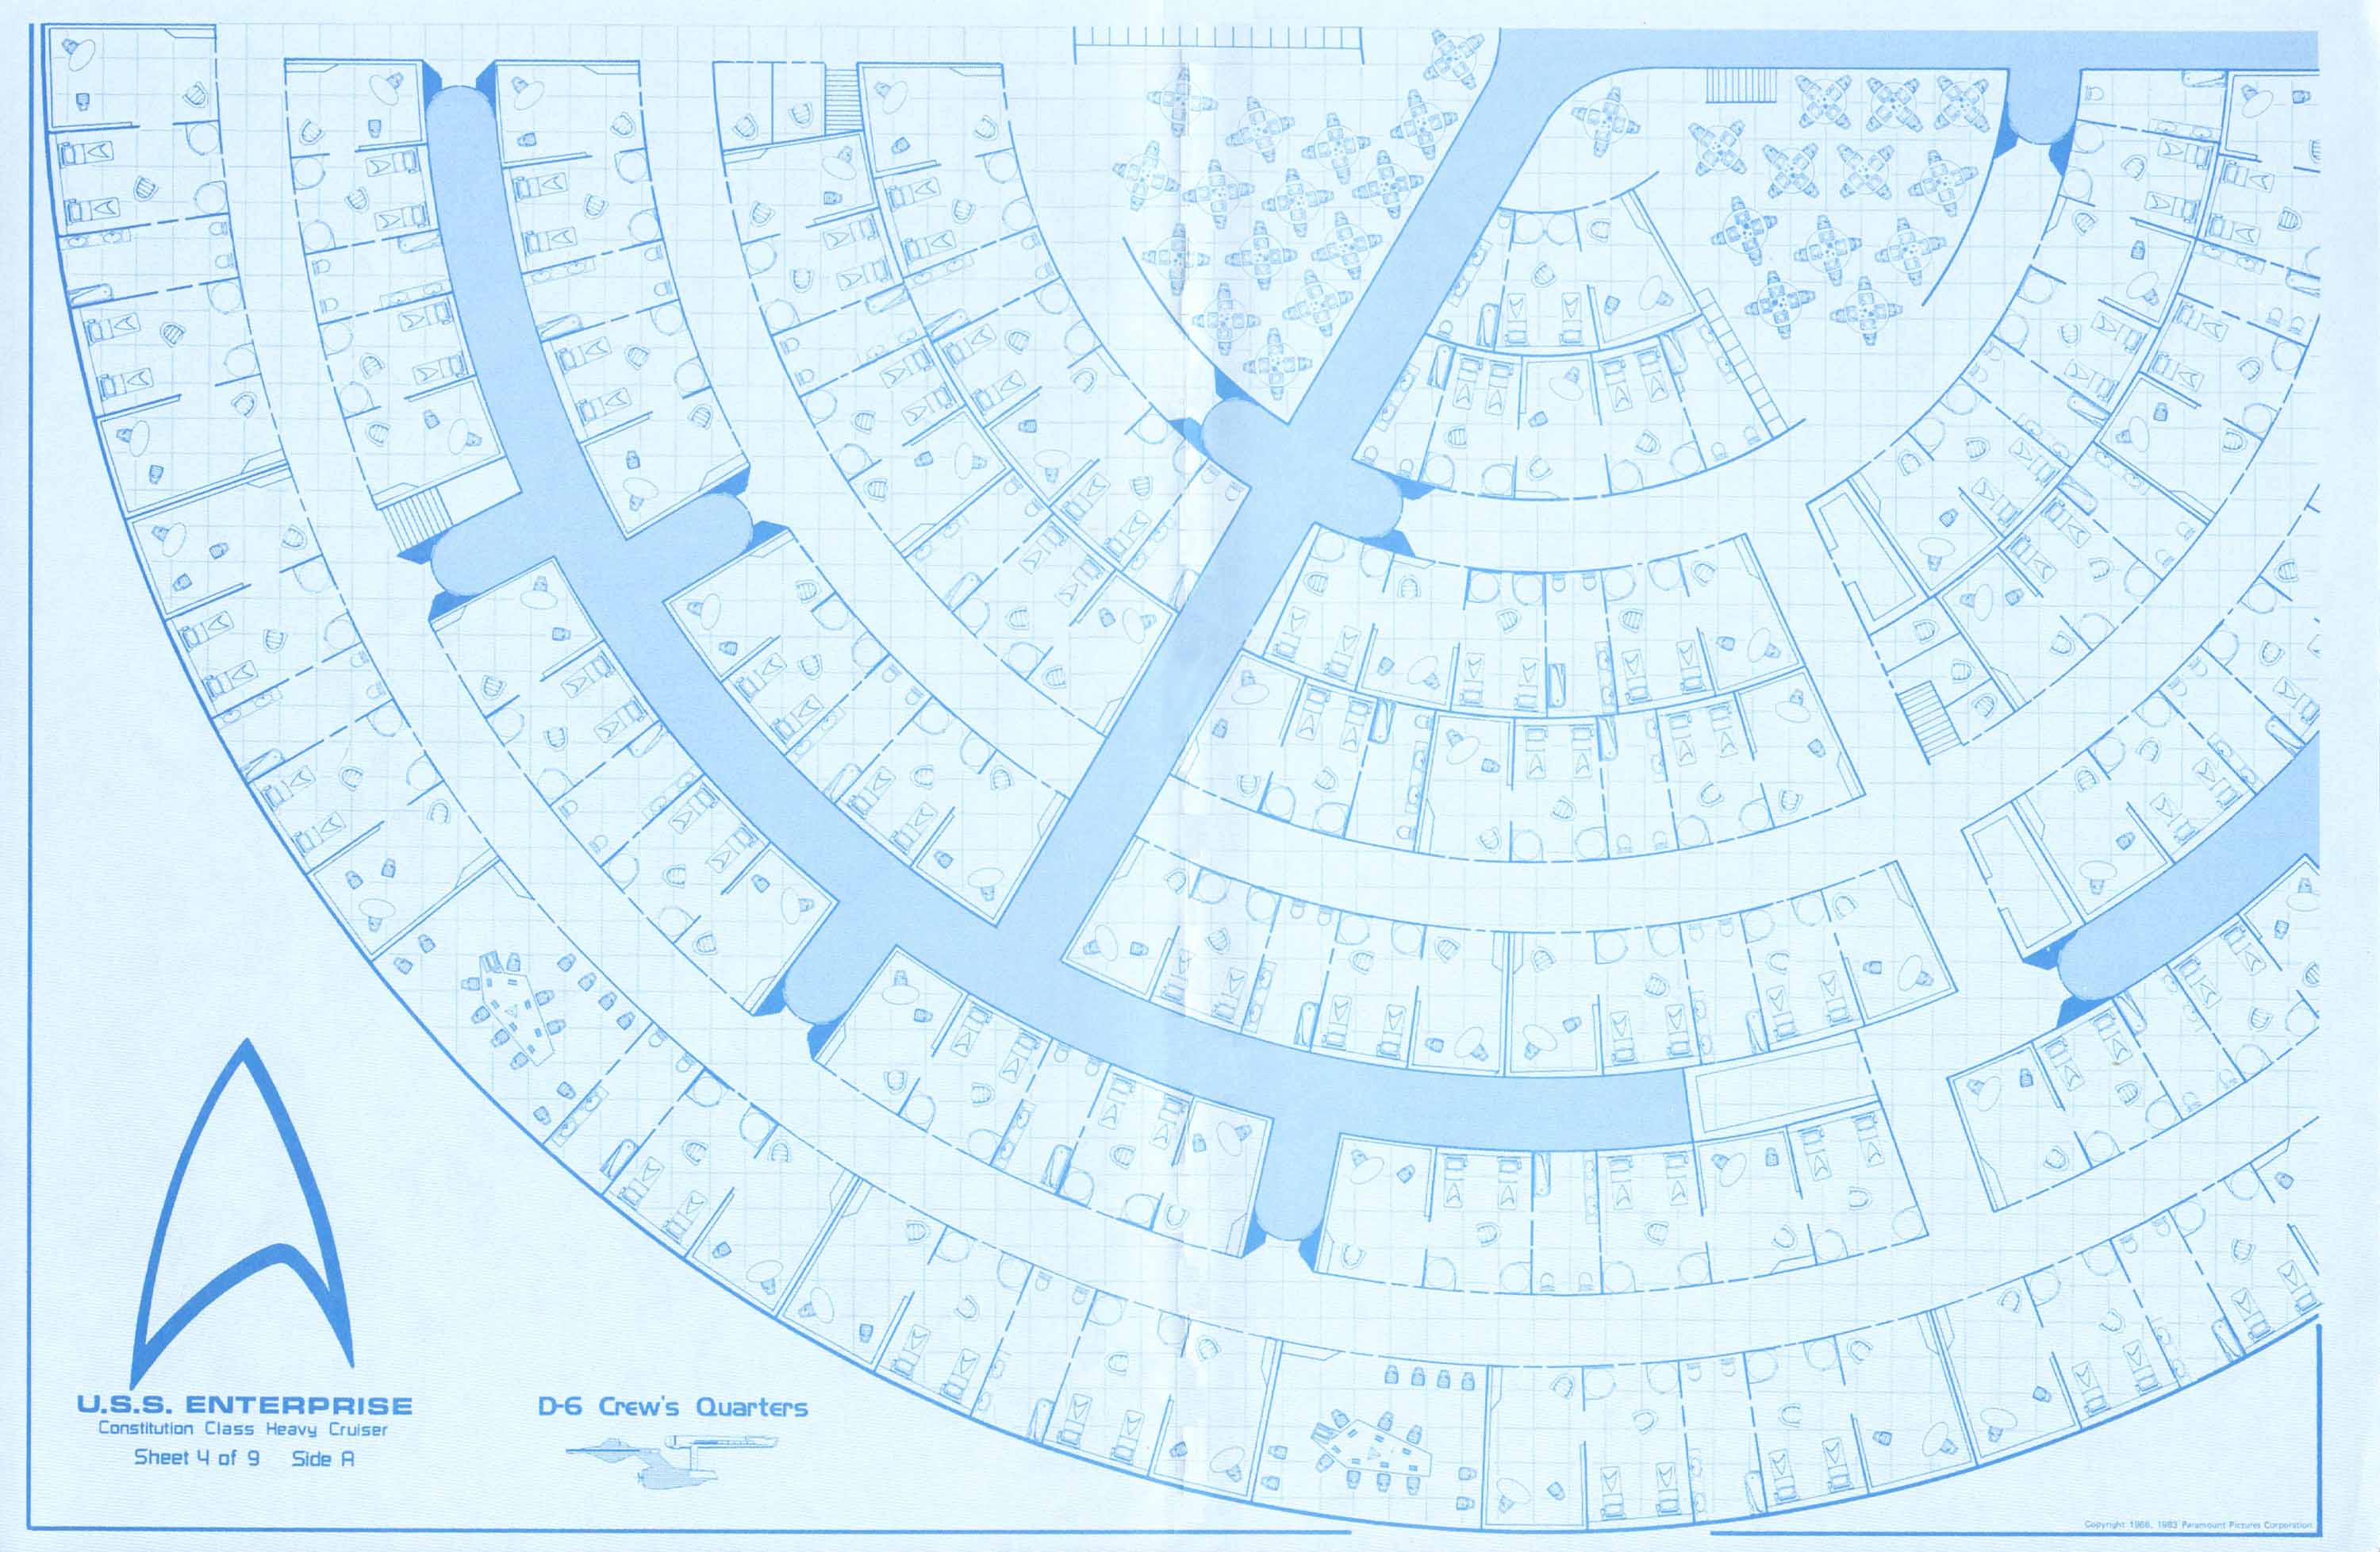 U.S.S. ENTERPRISE
Constitution Class Heavy Cruiser
Sheet 4 of 9 Side A
D-6 Crew's Quarters
Copyright 1966, 1983 Paramount Pictures Corporation